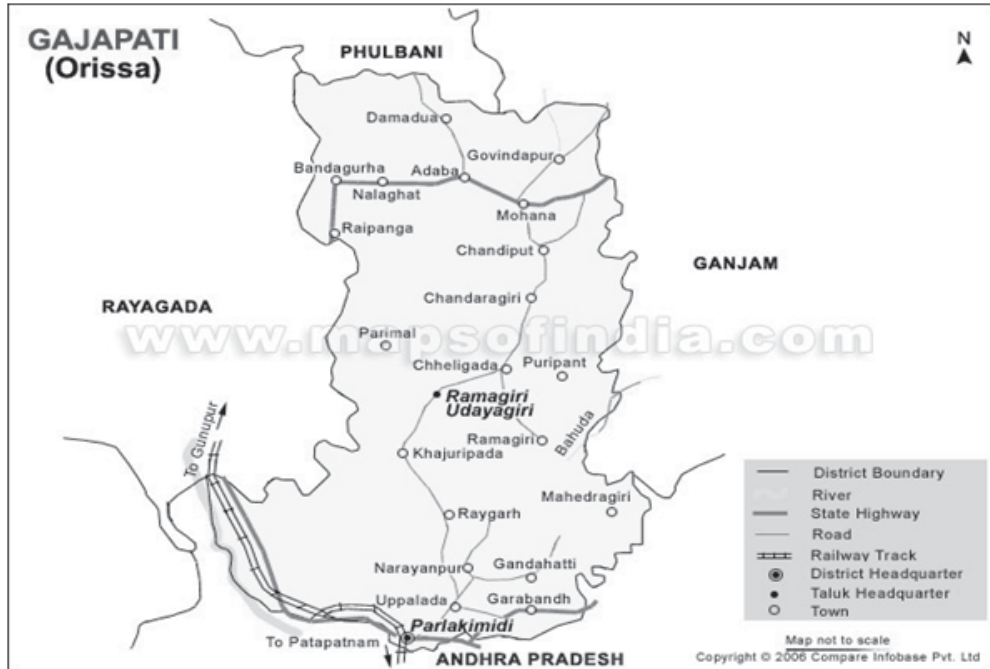 GAJAPATI
(Orissa)
PHULBANI
N
Damadua
Govindapur
Bandagurha
Adaba
Nalaghat
Mohana
Raipanga
Chandiput
GANJAM
Chandaragiri
RAYAGADA
www.mapsofindia.com
Parimal
Chheligada
Puripant
Ramagiri
Udayagiri
Bahuda
Ramagiri
To Gunupur
Khajuripada
Mahedragiri
Raygarh
Narayanpur
Gandahatti
Uppalada
Garabandh
Parlakimidi
To Patapatnam
ANDHRA PRADESH
District Boundary
River
State Highway
Road
Railway Track
District Headquarter
Taluk Headquarter
Town
Map not to scale
Copyright © 2006 Compare Infobase Pvt. Ltd